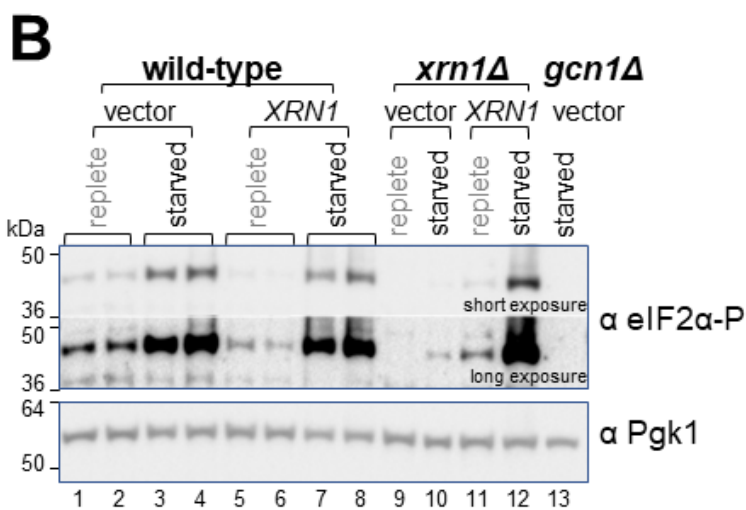 B
wild-type xrn1Δ gcn1Δ
vector XRN1 vector XRN1 vector
replete starved replete starved replete starved replete starved starved
kDa
50
36 short exposure
α eIF2α-P
50
36 long exposure
64
α Pgk1
50
1 2 3 4 5 6 7 8 9 10 11 12 13